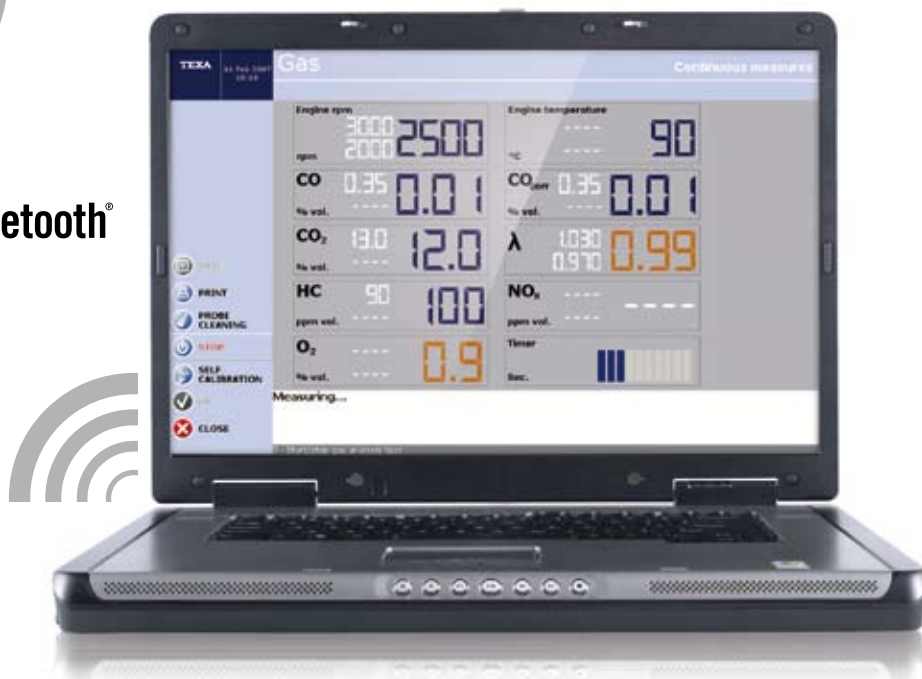 etooth®
TEXA
Gas
Continuous measures
Engine rpm
3000
2000
2500
rpm
Engine temperature
----
----
90
°C
CO
0.35
----
0.01
% vol.
COcorr
0.35
----
0.01
% vol.
CO₂
13.0
----
12.0
% vol.
λ
1.030
0.970
0.99
HC
90
----
100
ppm vol.
NOx
----
----
----
ppm vol.
O₂
----
----
0.9
% vol.
Timer
Sec.
PRINT
PROBE
CLEANING
STOP
SELF
CALIBRATION
CLOSE
Measuring...